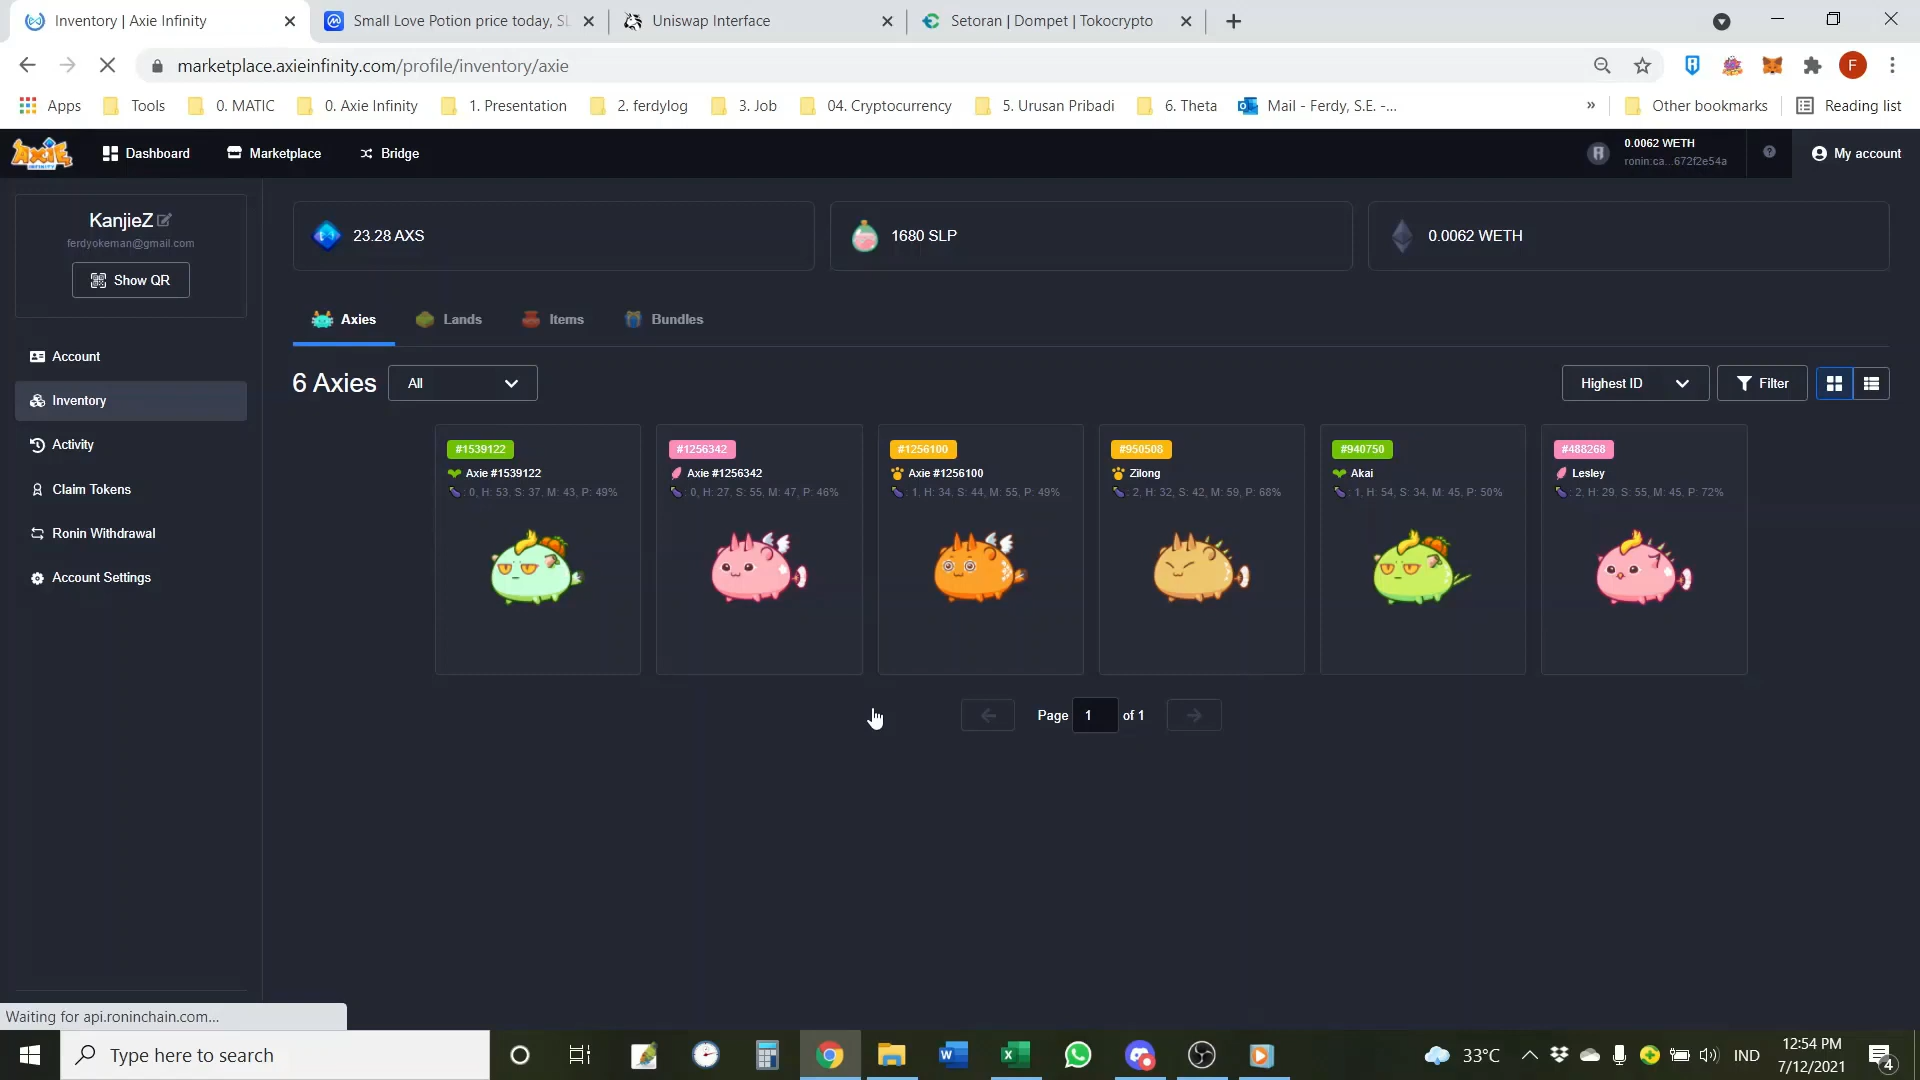 Inventory | Axie Infinity
Small Love Potion price today, SL
Uniswap Interface
Setoran | Dompet | Tokocrypto
marketplace.axieinfinity.com/profile/inventory/axie
F
Apps
Tools
0. MATIC
0. Axie Infinity
1. Presentation
2. ferdylog
3. Job
04. Cryptocurrency
5. Urusan Pribadi
6. Theta
Mail - Ferdy, S.E. -...
»
Other bookmarks
Reading list
AXIE
INFINITY
Dashboard
Marketplace
Bridge
0.0062 WETH
ronin:ca...672f2e54a
My account
KanjieZ
ferdyokeman@gmail.com
Show QR
Account
Inventory
Activity
Claim Tokens
Ronin Withdrawal
Account Settings
23.28 AXS
1680 SLP
0.0062 WETH
Axies
Lands
Items
Bundles
6 Axies
All
Highest ID
Filter
#1539122
Axie #1539122
: 0, H: 53, S: 37, M: 43, P: 49%
#1256342
Axie #1256342
: 0, H: 27, S: 55, M: 47, P: 46%
#1256100
Axie #1256100
: 1, H: 34, S: 44, M: 55, P: 49%
#950508
Zilong
: 2, H: 32, S: 42, M: 59, P: 68%
#940750
Akai
: 1, H: 54, S: 34, M: 45, P: 50%
#488268
Lesley
: 2, H: 29, S: 55, M: 45, P: 72%
Page 1 of 1
Waiting for api.roninchain.com...
Type here to search
33°C
IND
12:54 PM
7/12/2021
4